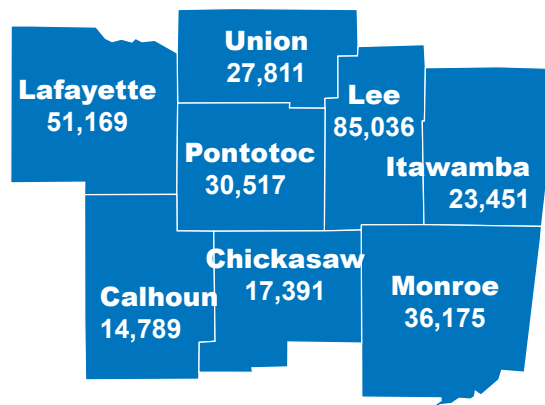 Union
27,811
Lafayette
51,169
Lee
85,036
Pontotoc
30,517
Itawamba
23,451
Chickasaw
17,391
Calhoun
14,789
Monroe
36,175